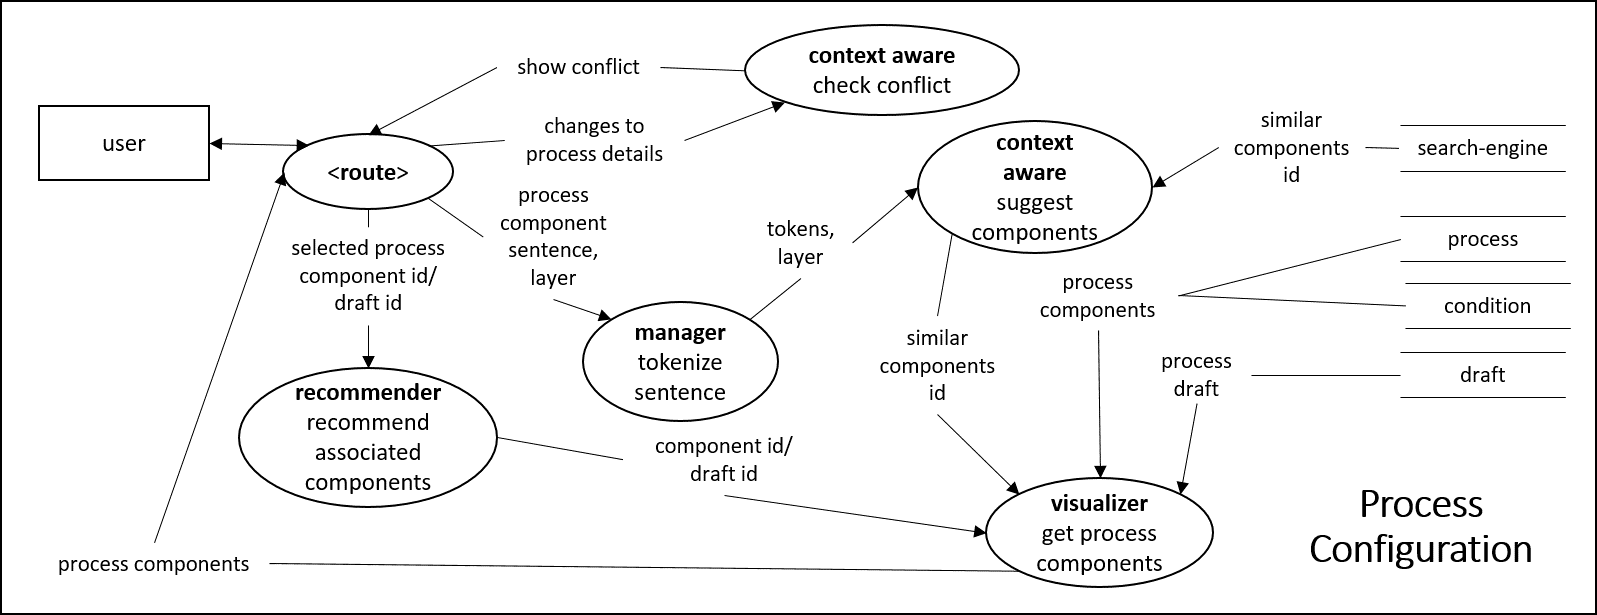 context aware
check conflict
show conflict
changes to
process details
user
<route>
similar
components
id
search-engine
context
aware
suggest
components
process
component
sentence,
layer
tokens,
layer
process
condition
draft
selected process
component id/
draft id
process
components
manager
tokenize
sentence
similar
components
id
process
draft
recommender
recommend
associated
components
component id/
draft id
visualizer
get process
components
process components
Process
Configuration